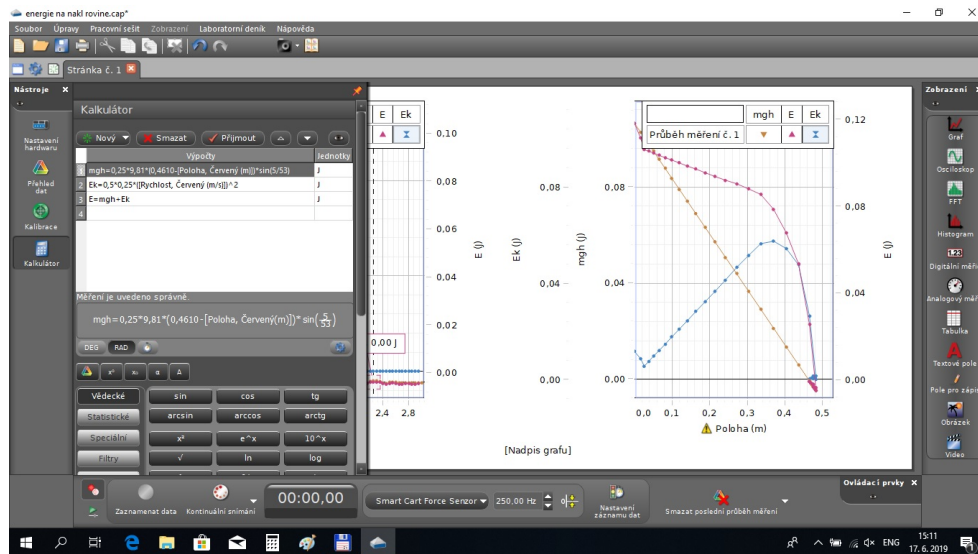 energie na nakl rovine.cap*
Soubor Úpravy Pracovní sešit Zobrazení Laboratorní deník Nápověda
Stránka č. 1
Nástroje
Nastavení hardwaru
Přehled dat
Kalibrace
Kalkulátor
Kalkulátor
Nový Smazat Přijmout
Výpočty Jednotky
1 mgh=0,25*9,81*(0,4610-[Poloha, Červený (m)])*sin(5/53) J
2 Ek=0,5*0,25*([Rychlost, Červený (m/s)])^2 J
3 E=mgh+Ek J
4
Měření je uvedeno správně.
mgh=0,25*9,81*(0,4610-[Poloha, Červený(m)])* sin(5/53)
DEG RAD
Vědecké sin cos tg
Statistické arcsin arccos arctg
Speciální x² e^x 10^x
Filtry √ ln log
E Ek
0,10
0,08
0,06
0,04
0,02
0,00
E (J)
0,00 J
2,4 2,8
0,08
0,04
0,00
Ek (J)
[Nadpis grafu]
mgh E Ek
Průběh měření č. 1
0,08
0,04
0,00
mgh (J)
0,12
0,08
0,04
0,00
E (J)
0,0 0,1 0,2 0,3 0,4 0,5
Poloha (m)
Zobrazení
Graf
Osciloskop
FFT
Histogram
1.23
Digitální měři
Analogový měř
Tabulka
Textové pole
Pole pro zápis
Obrázek
Video
Zaznamenat data
Kontinuální snímání
00:00,00
Smart Cart Force Senzor
250,00 Hz
Nastavení záznamu dat
Smazat poslední průběh měření
Ovládací prvky
ENG
15:11
17. 6. 2019